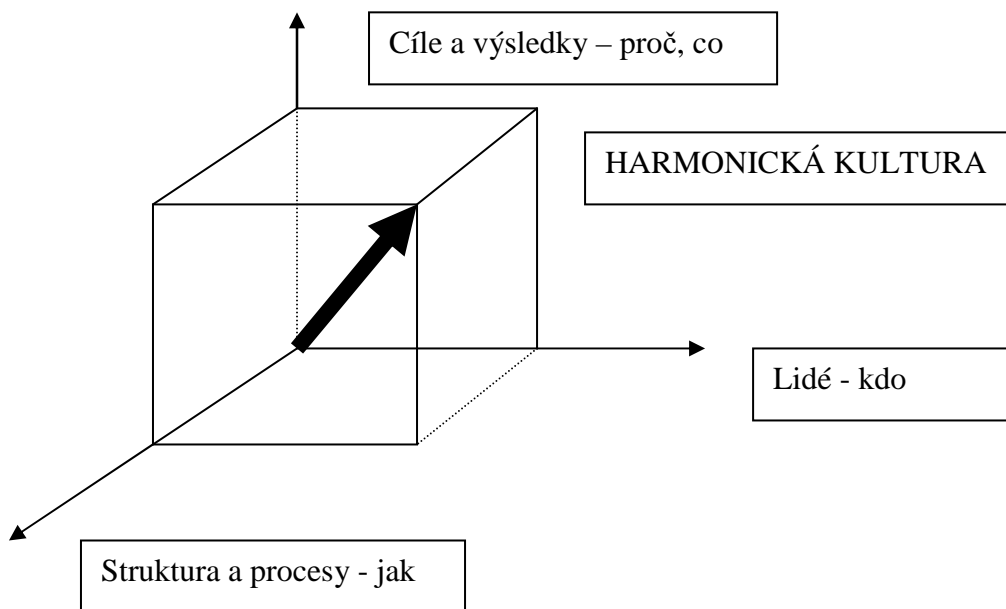 Cíle a výsledky – proč, co
HARMONICKÁ KULTURA
Lidé - kdo
Struktura a procesy - jak